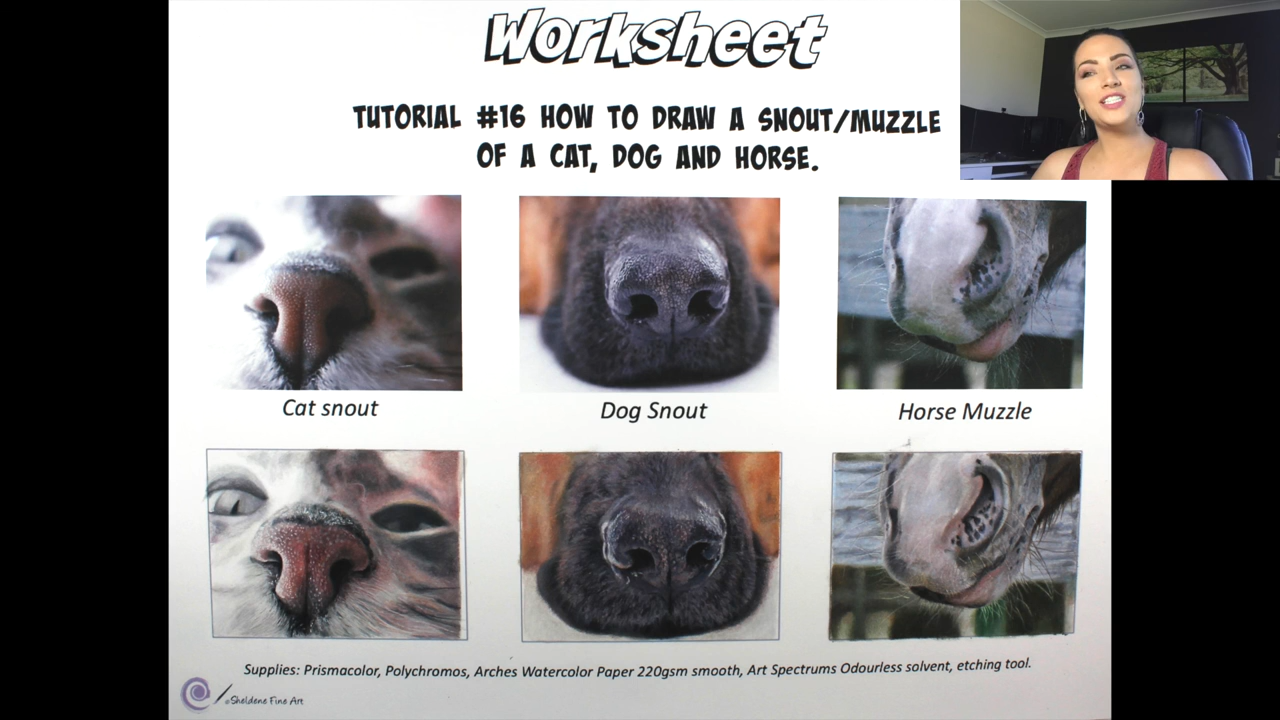 Worksheet
TUTORIAL #16 HOW TO DRAW A SNOUT/MUZZLE
OF A CAT, DOG AND HORSE.
Cat snout
Dog Snout
Horse Muzzle
Supplies: Prismacolor, Polychromos, Arches Watercolor Paper 220gsm smooth, Art Spectrums Odourless solvent, etching tool.
©Sheldene Fine Art